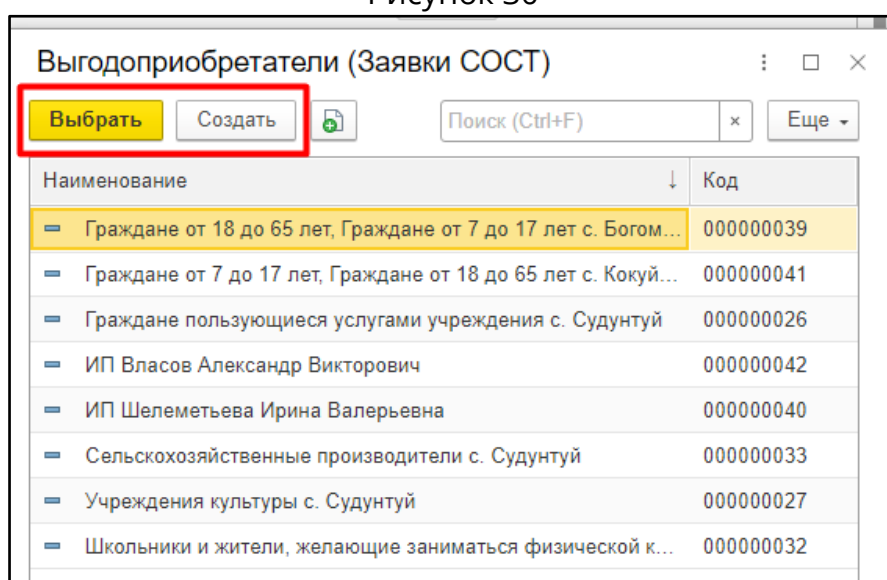 Выгодоприобретатели (Заявки СОСТ)
Выбрать Создать Поиск (Ctrl+F) × Еще
Наименование ↓ Код
Граждане от 18 до 65 лет, Граждане от 7 до 17 лет с. Богом... 000000039
Граждане от 7 до 17 лет, Граждане от 18 до 65 лет с. Кокуй... 000000041
Граждане пользующиеся услугами учреждения с. Судунтуй 000000026
ИП Власов Александр Викторович 000000042
ИП Шелеметьева Ирина Валерьевна 000000040
Сельскохозяйственные производители с. Судунтуй 000000033
Учреждения культуры с. Судунтуй 000000027
Школьники и жители, желающие заниматься физической к... 000000032